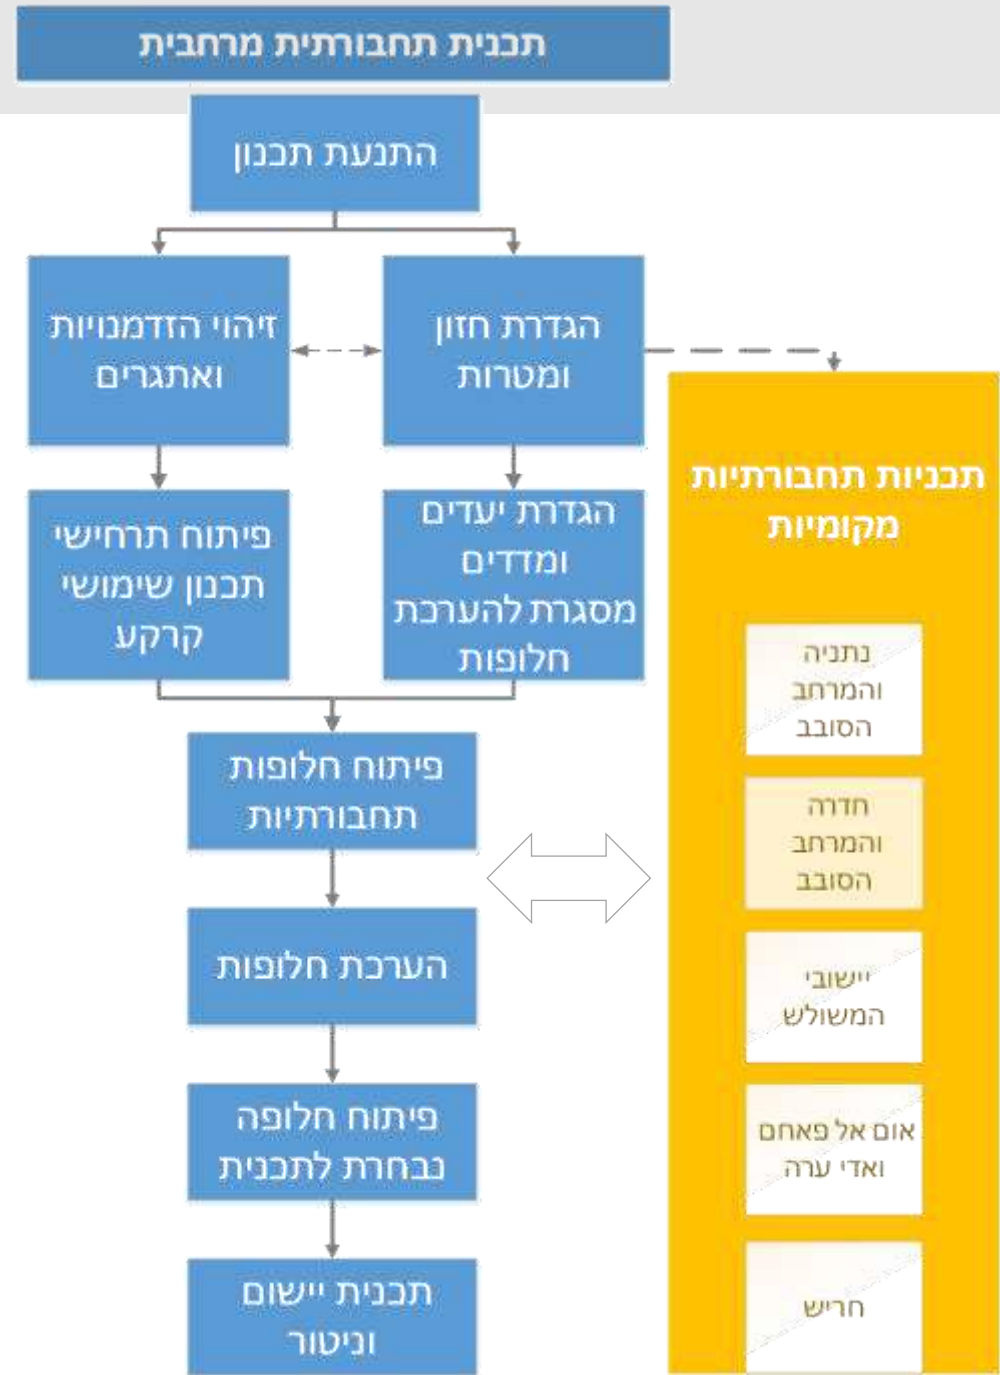 תכנית תחבורתית מרחבית
התנעת תכנון
הגדרת חזון
ומטרות
זיהוי הזדמנויות
ואתגרים
הגדרת יעדים
ומדדים
מסגרת להערכת
חלופות
פיתוח תרחישי
תכנון שימושי
קרקע
פיתוח חלופות
תחבורתיות
הערכת חלופות
פיתוח חלופה
נבחרת לתכנית
תכנית יישום
וניטור
תכניות תחבורתיות
מקומיות
נתניה
והמרחב
הסובב
חדרה
והמרחב
הסובב
יישובי
המשולש
אום אל פאחם
ואדי ערה
חריש